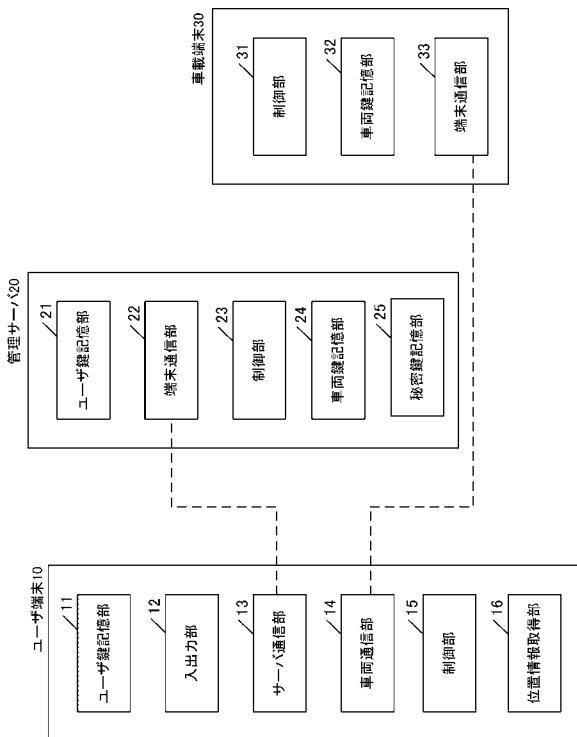 ユーザ端末10
11
ユーザ鍵記憶部
12
入出力部
13
サーバ通信部
14
車両通信部
15
制御部
16
位置情報取得部
管理サーバ20
21
ユーザ鍵記憶部
22
端末通信部
23
制御部
24
車両鍵記憶部
25
秘密鍵記憶部
車載端末30
31
制御部
32
車両鍵記憶部
33
端末通信部